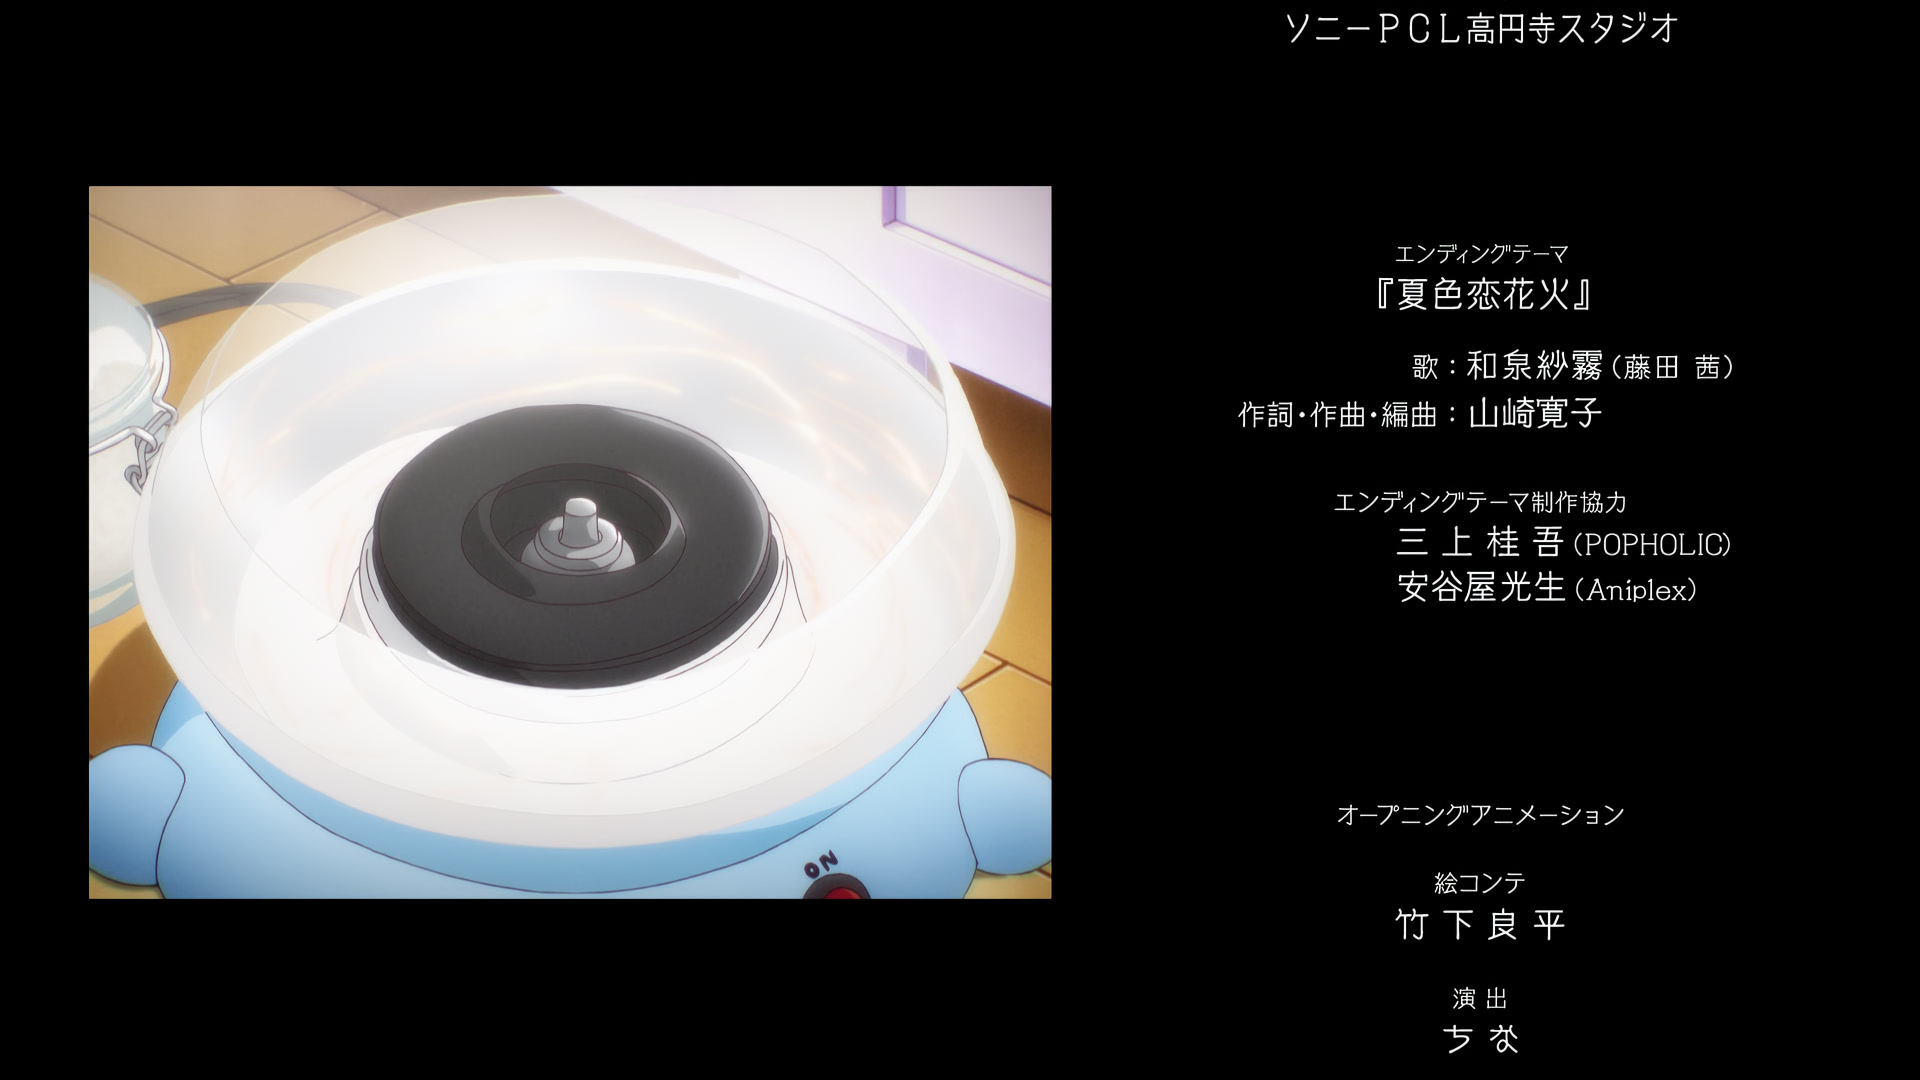 ソニーＰＣＬ高円寺スタジオ
エンディングテーマ
『夏色恋花火』
歌：和泉紗霧（藤田 茜）
作詞・作曲・編曲：山崎寛子
エンディングテーマ制作協力
三上桂吾（POPHOLIC）
安谷屋光生（Aniplex）
ON
オープニングアニメーション
絵コンテ
竹下良平
演出
ちな